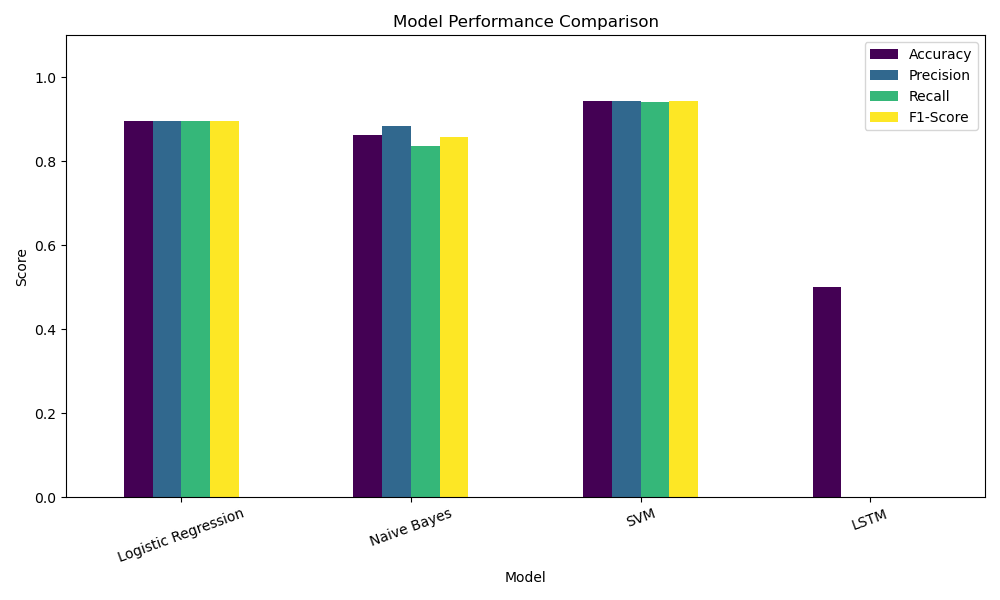 Model Performance Comparison
Accuracy
Precision
Recall
F1-Score
Score
1.0
0.8
0.6
0.4
0.2
0.0
Logistic Regression
Naive Bayes
SVM
LSTM
Model